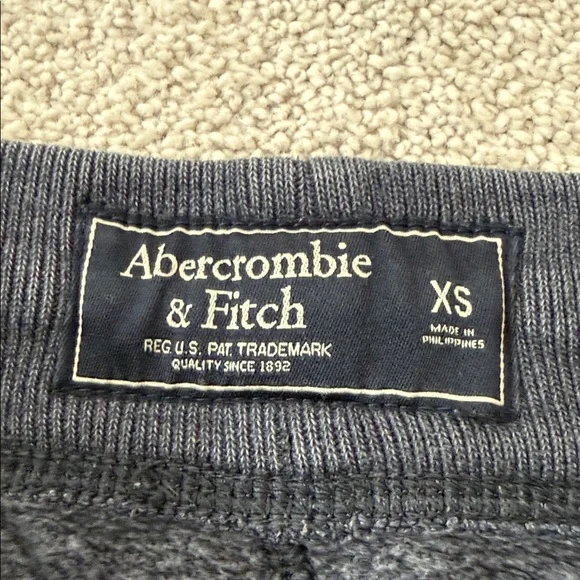 Abercrombie
& Fitch
REG. U.S. PAT. TRADEMARK
QUALITY SINCE 1892
XS
MADE IN
PHILIPPINES